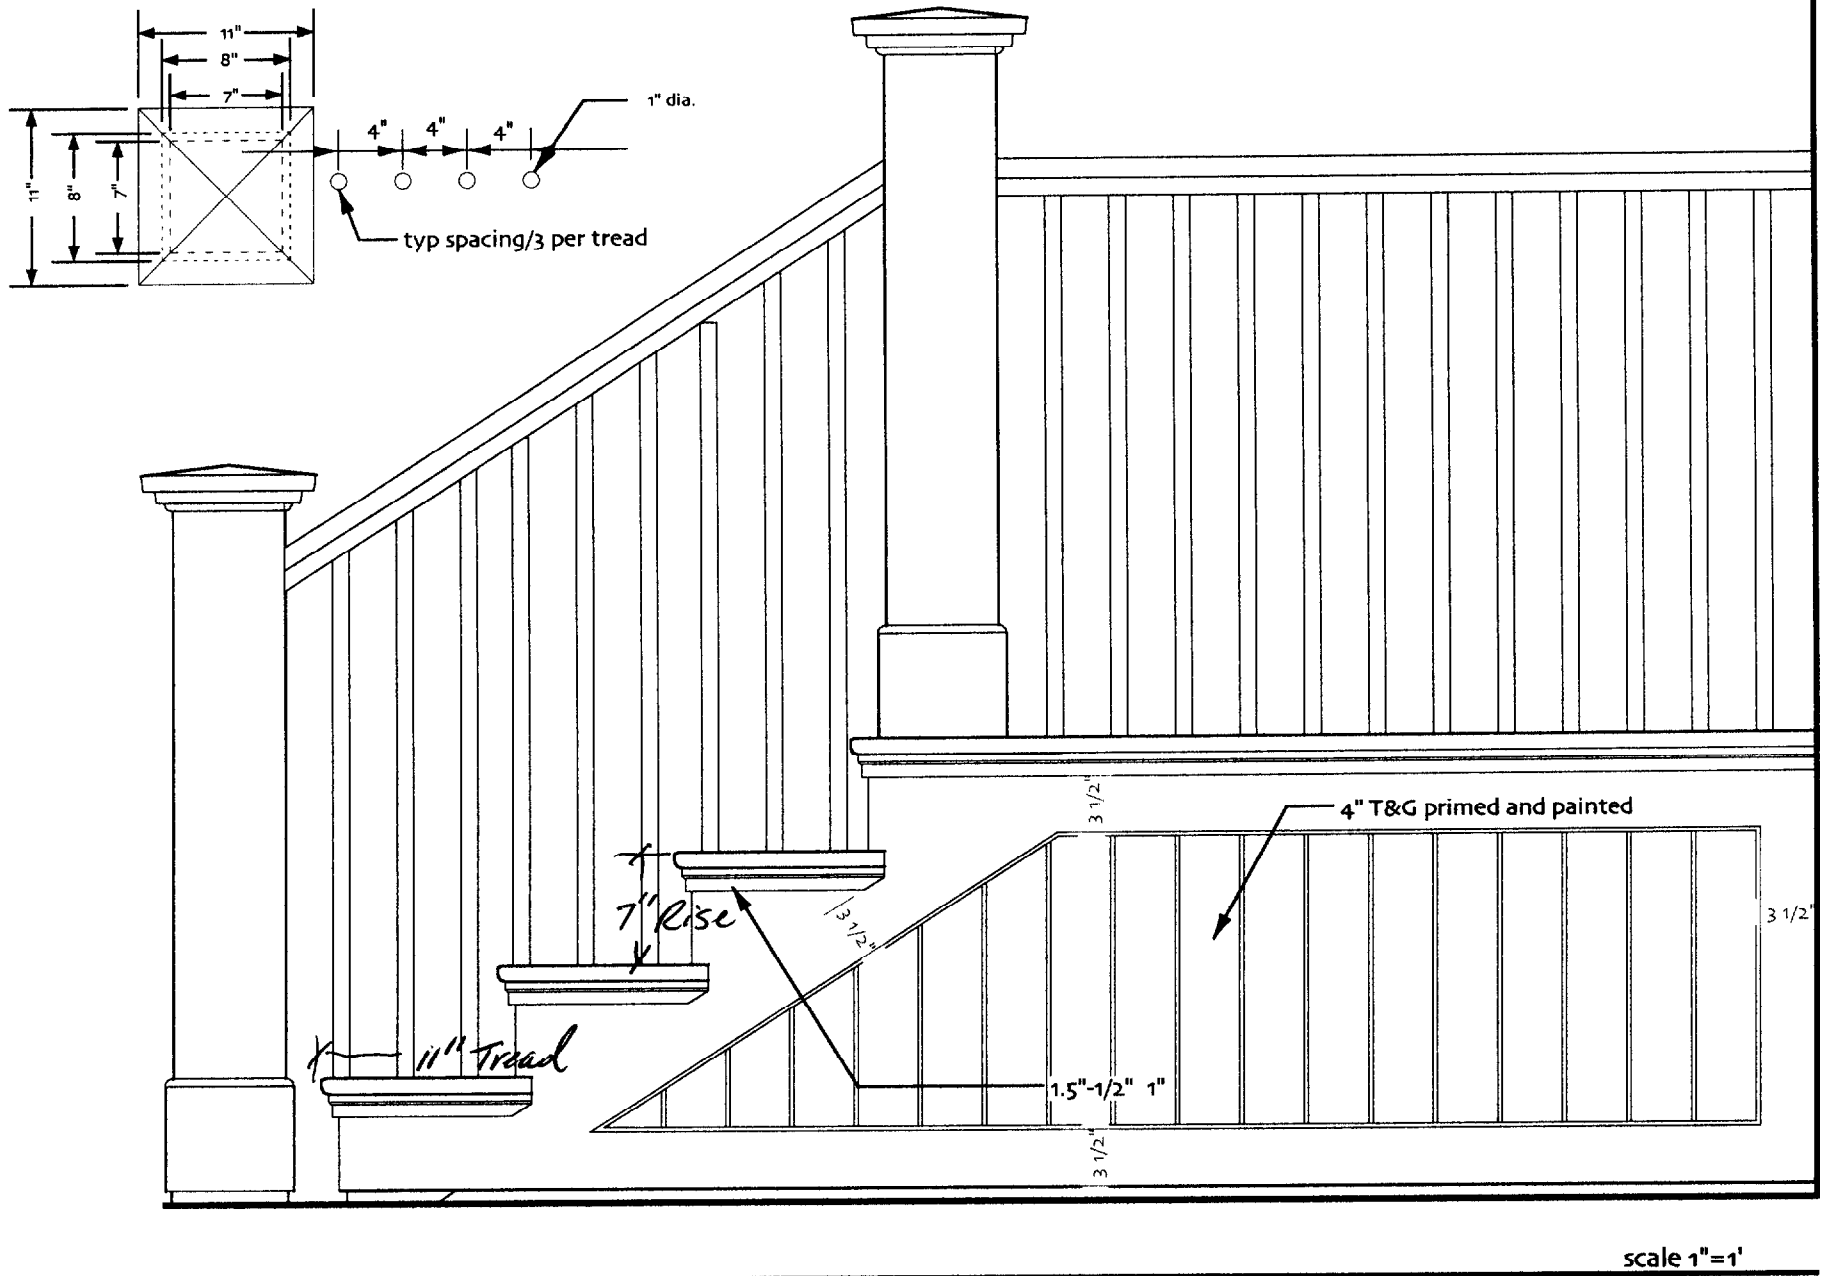 11"
8"
7"
11"
8"
7"
4" 4" 4"
1" dia.
typ spacing/3 per tread
3 1/2"
4" T&G primed and painted
7" Rise
3 1/2"
3 1/2"
11" Tread
1.5"-1/2" 1"
3 1/2"
scale 1"=1'